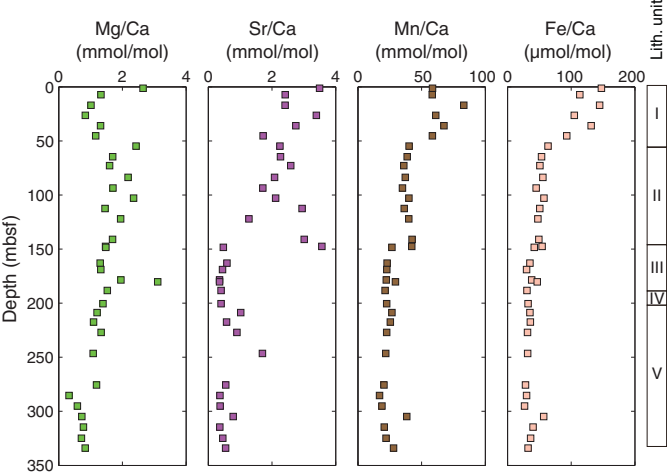 Mg/Ca
(mmol/mol)
Sr/Ca
(mmol/mol)
Mn/Ca
(mmol/mol)
Fe/Ca
(µmol/mol)
Lith. unit
0 2 4
0 2 4
0 50 100
0 100 200
Depth (mbsf)
0
50
100
150
200
250
300
350
I
II
III
IV
V